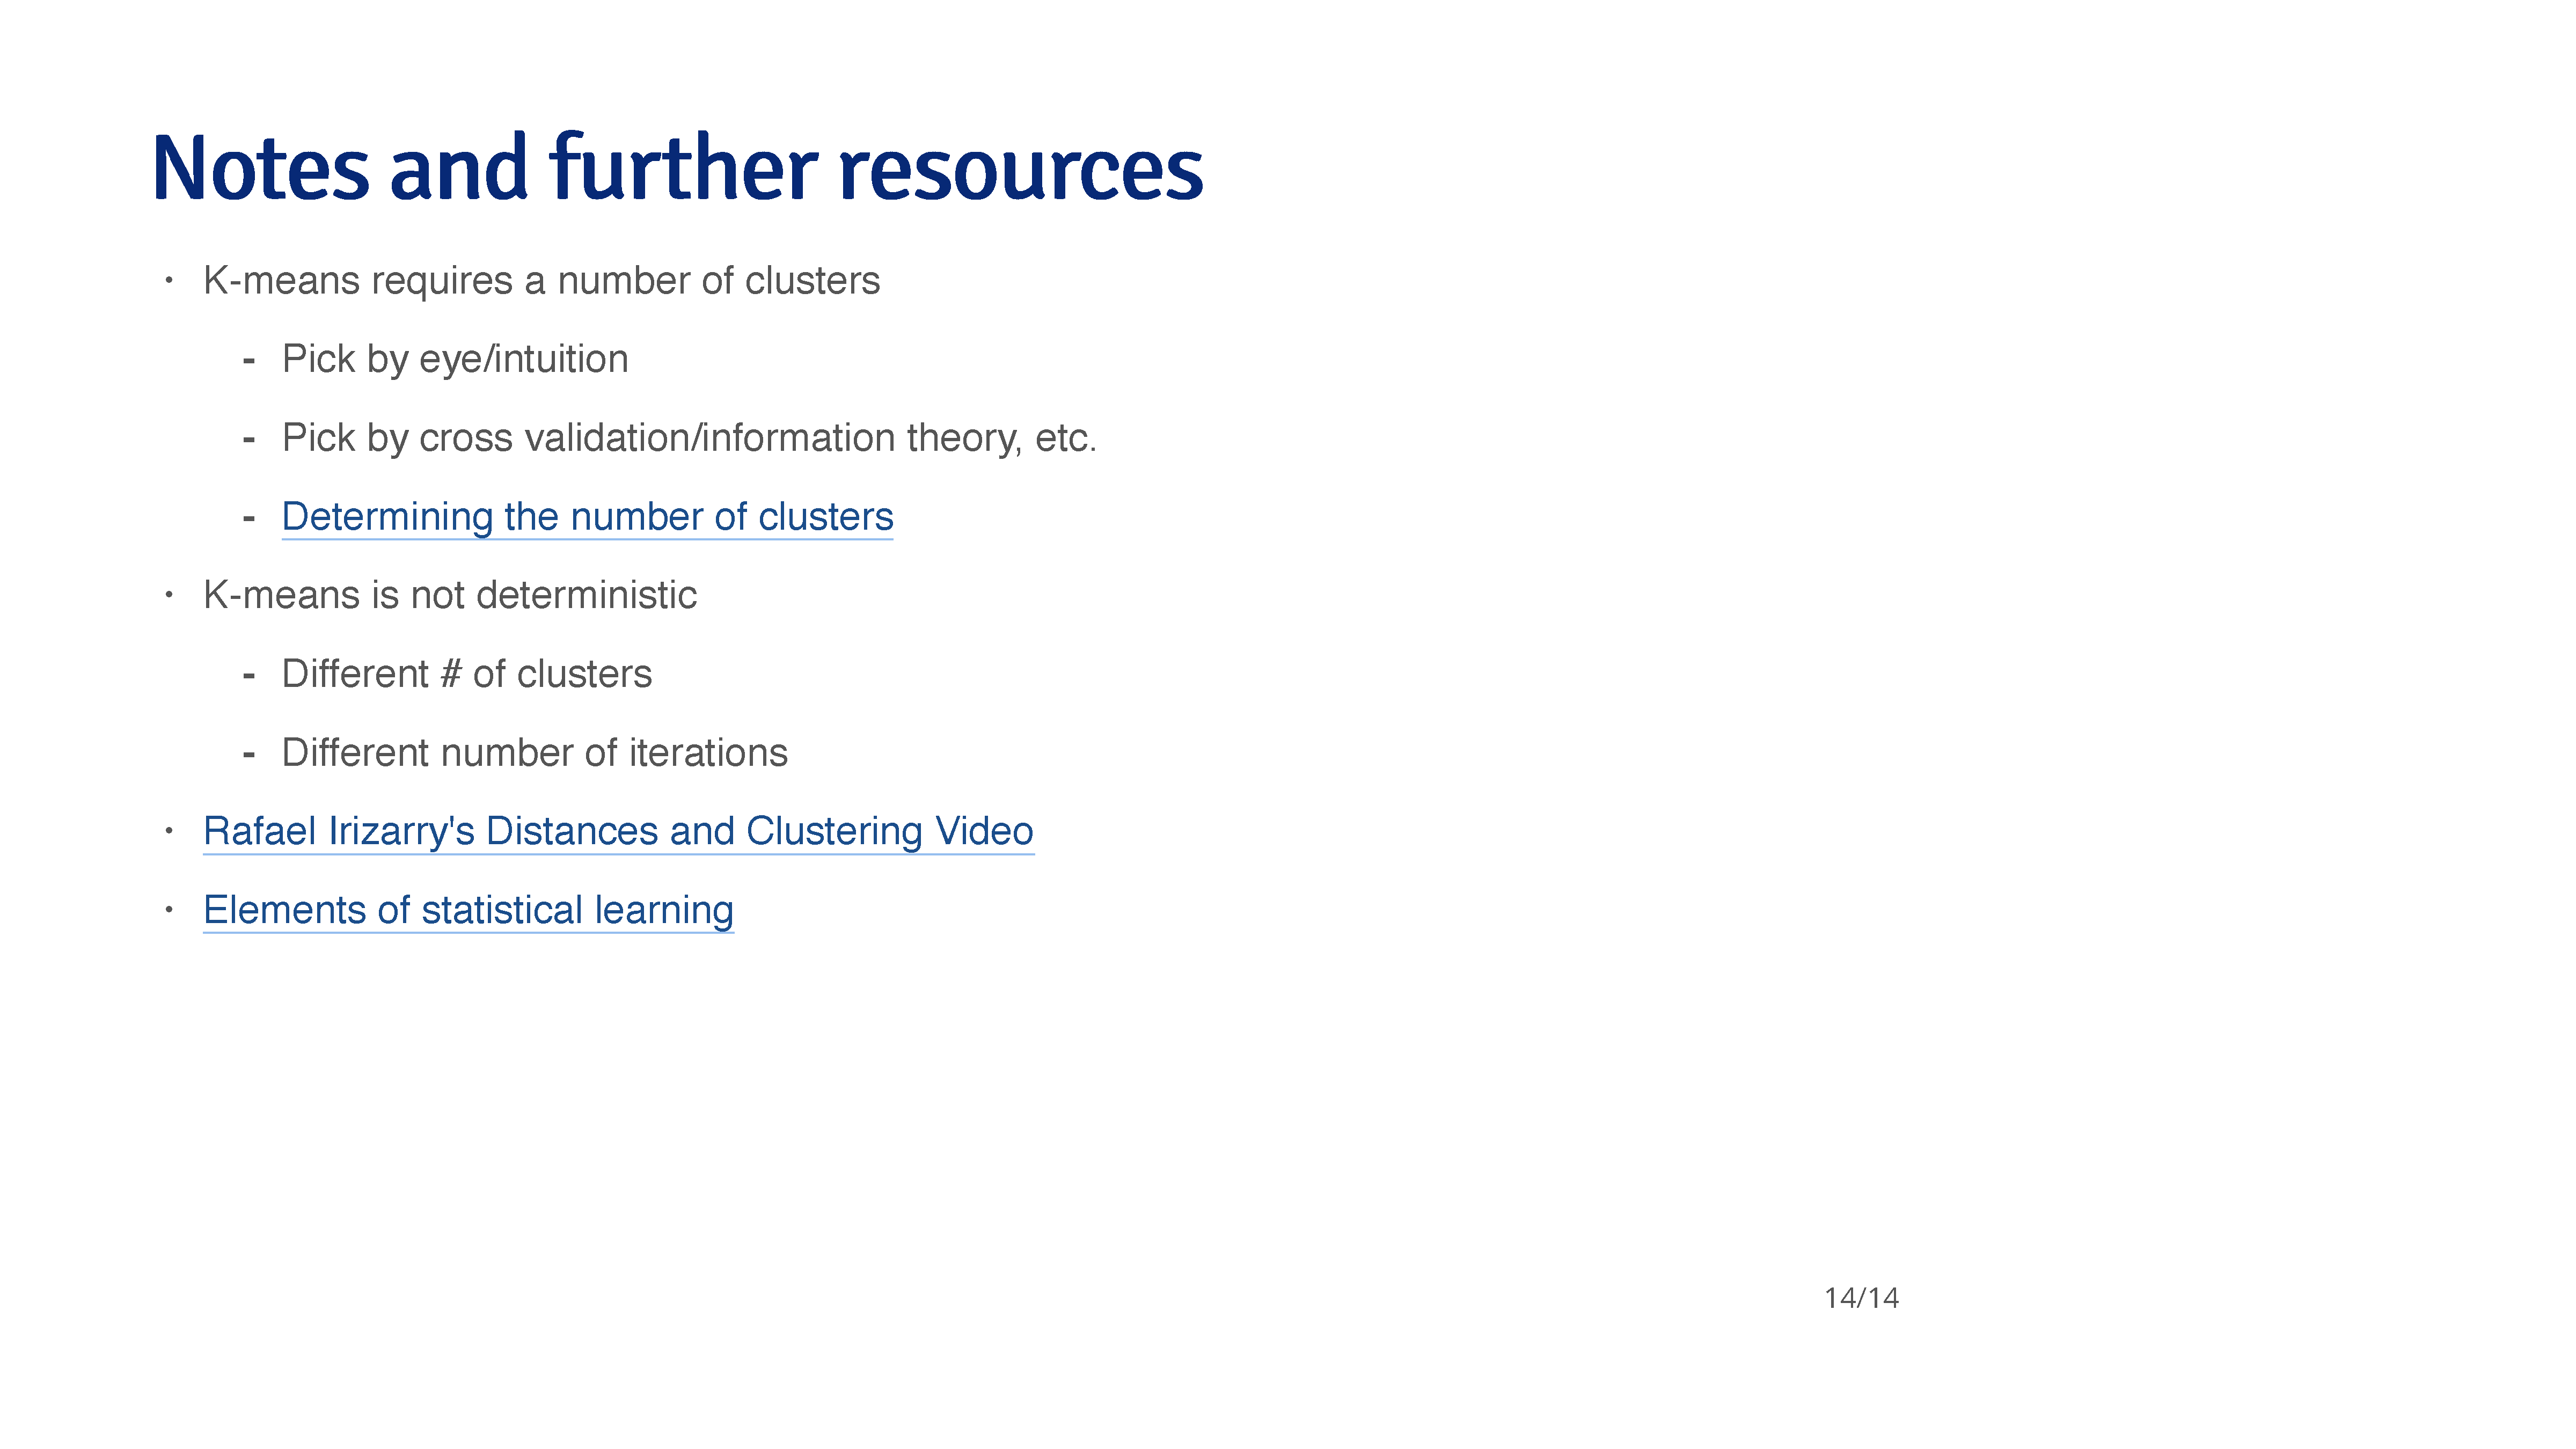 Notes and further resources
· K-means requires a number of clusters
- Pick by eye/intuition
- Pick by cross validation/information theory, etc.
- Determining the number of clusters
· K-means is not deterministic
- Different # of clusters
- Different number of iterations
· Rafael Irizarry's Distances and Clustering Video
· Elements of statistical learning
14/14